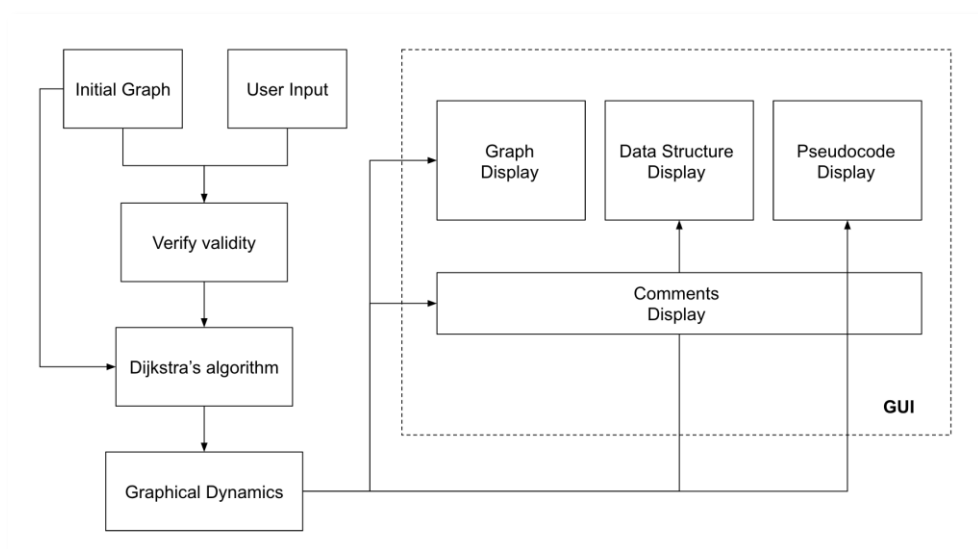 Initial Graph
User Input
Graph
Display
Data Structure
Display
Pseudocode
Display
Verify validity
Comments
Display
Dijkstra's algorithm
GUI
Graphical Dynamics